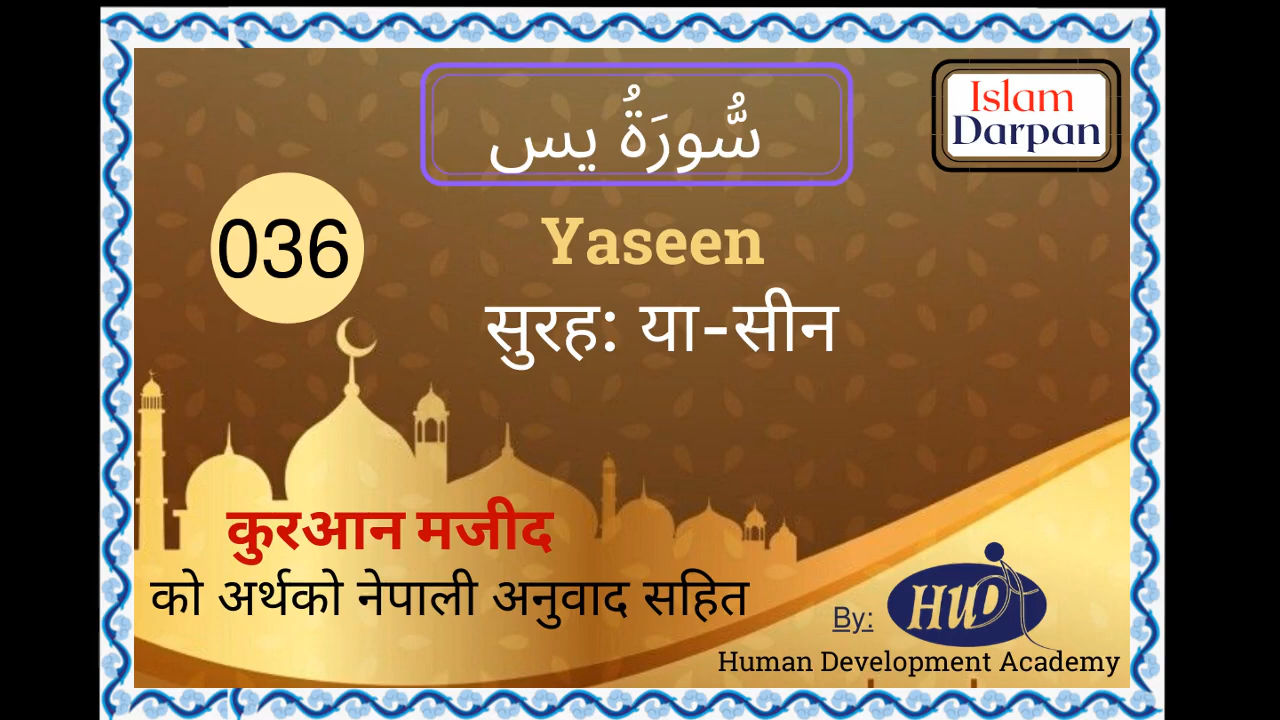 سُّورَةُ يس
Islam
Darpan
036
Yaseen
सुरह: या-सीन
कुरआन मजीद
को अर्थको नेपाली अनुवाद सहित
By:
HUD
Human Development Academy